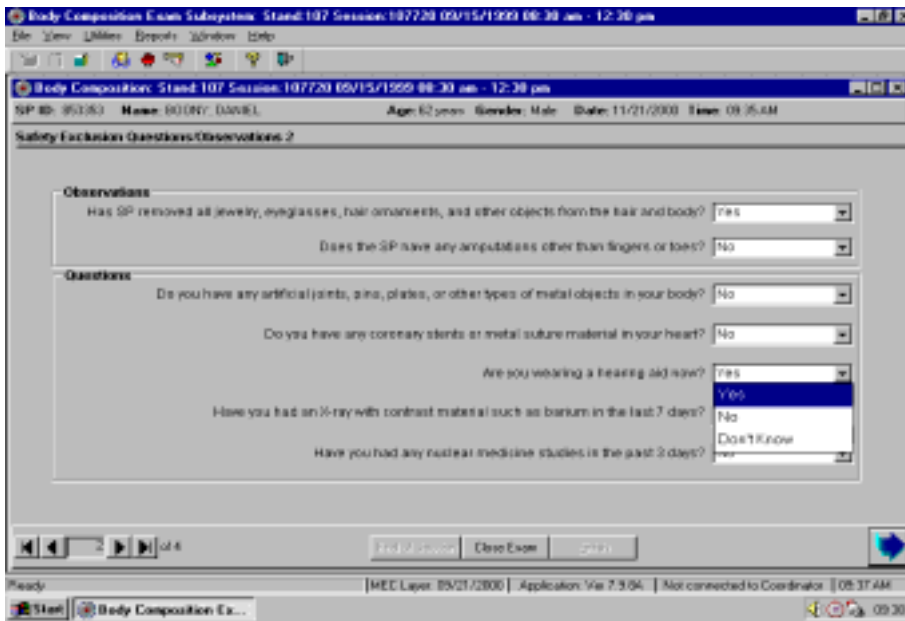 Body Composition Exam Subsystem: Stand:107 Session:107720 09/15/1999 08:30 am - 12:30 pm
File View Utilities Reports Window Help
Body Composition: Stand:107 Session:107720 09/15/1999 08:30 am - 12:30 pm
SP ID: Name: DANIEL Age: 62 years Gender: Male Date: 11/21/2000 Time: 09:35 AM
Safety Exclusion Questions/Observations 2
Observations
Has SP removed all jewelry, eyeglasses, hair ornaments, and other objects from the hair and body? Yes
Does the SP have any amputations other than fingers or toes? No
Questions
Do you have any artificial joints, pins, plates, or other types of metal objects in your body? No
Do you have any coronary stents or metal suture material in your heart? No
Are you wearing a hearing aid now? Yes
Yes
Have you had an X-ray with contrast material such as barium in the last 7 days? No
Don't Know
Have you had any nuclear medicine studies in the past 3 days? No
2 of 4
Close Exam
Ready MEC Layer: 09/21/2000 Application: Ver Not connected to Coordinator 09:37 AM
Start Body Composition Ex... 09:30